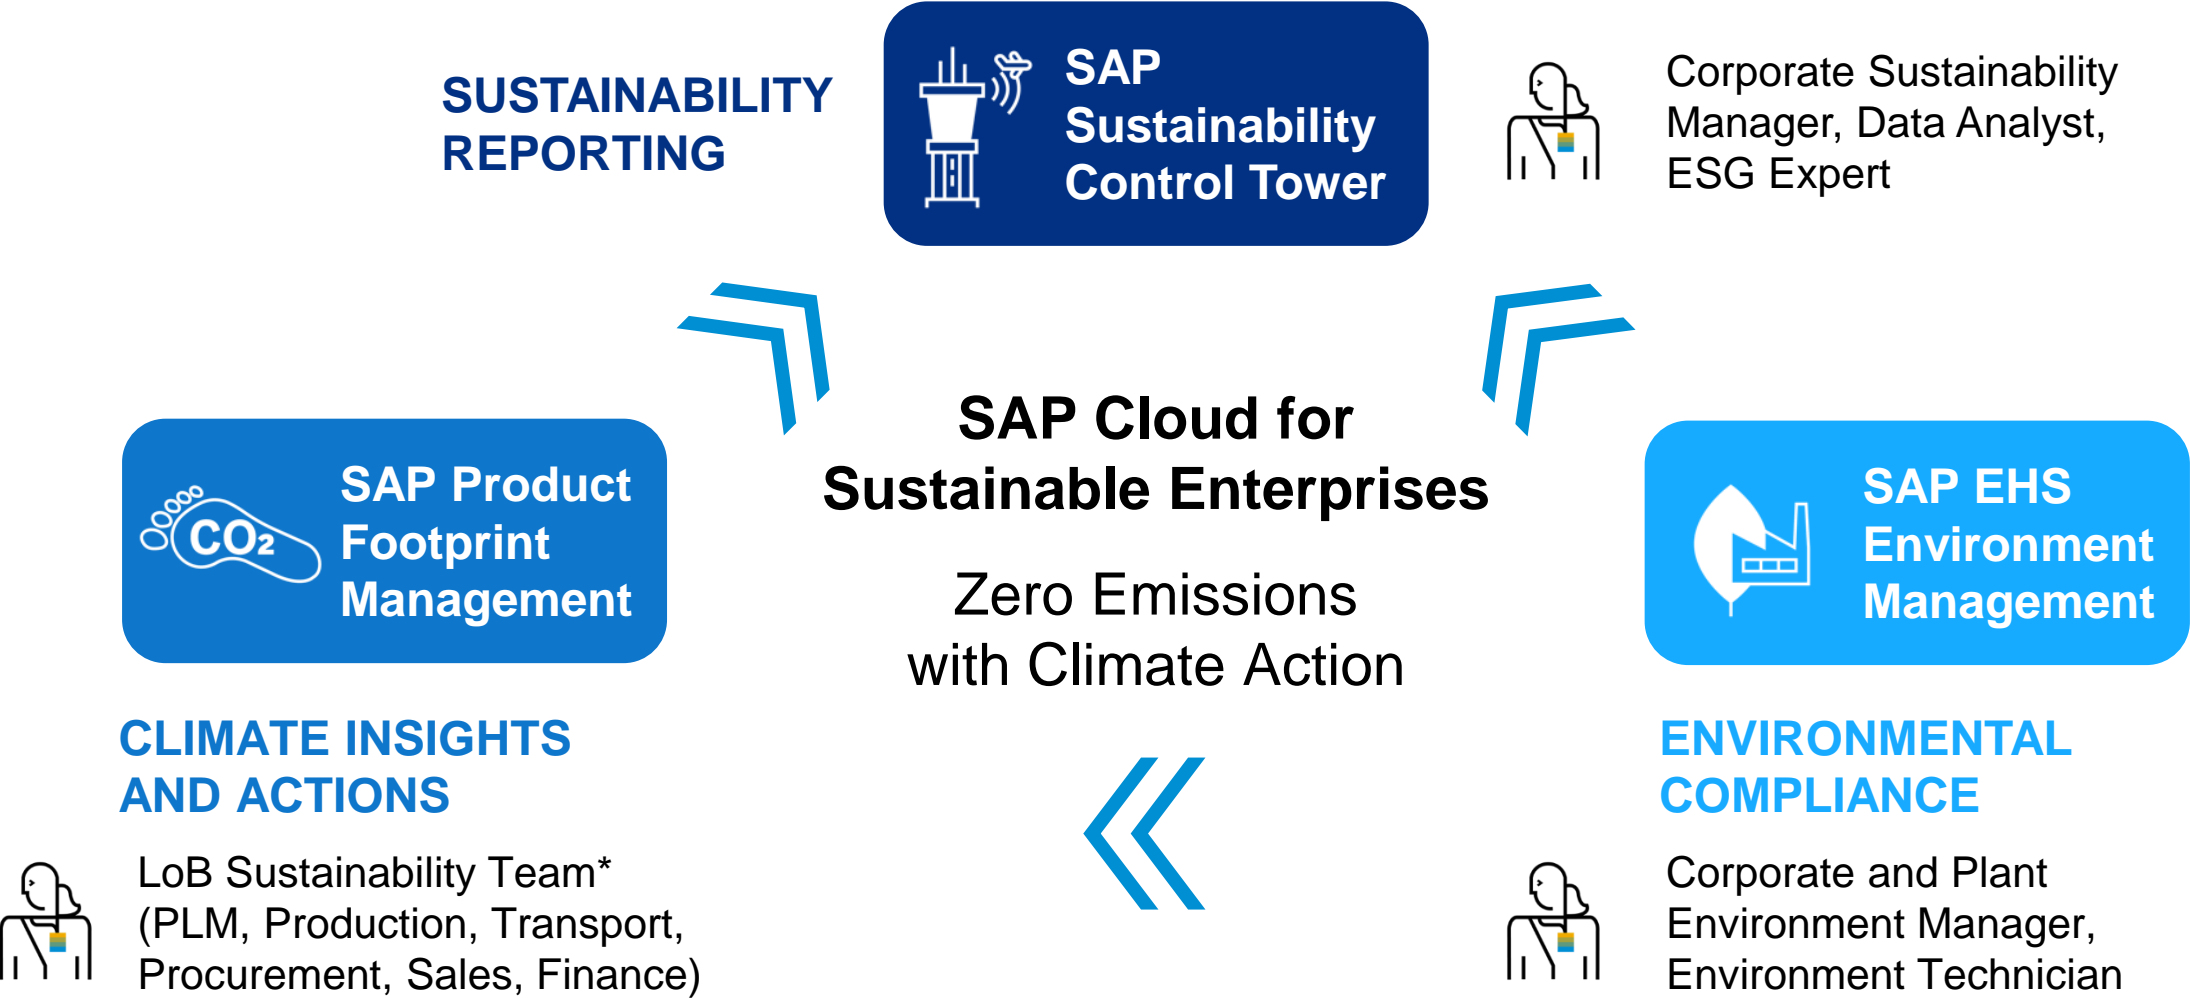 SUSTAINABILITY
REPORTING
SAP
Sustainability
Control Tower
Corporate Sustainability
Manager, Data Analyst,
ESG Expert
SAP Cloud for
Sustainable Enterprises
Zero Emissions
with Climate Action
CO₂
SAP Product
Footprint
Management
CLIMATE INSIGHTS
AND ACTIONS
LoB Sustainability Team*
(PLM, Production, Transport,
Procurement, Sales, Finance)
SAP EHS
Environment
Management
ENVIRONMENTAL
COMPLIANCE
Corporate and Plant
Environment Manager,
Environment Technician